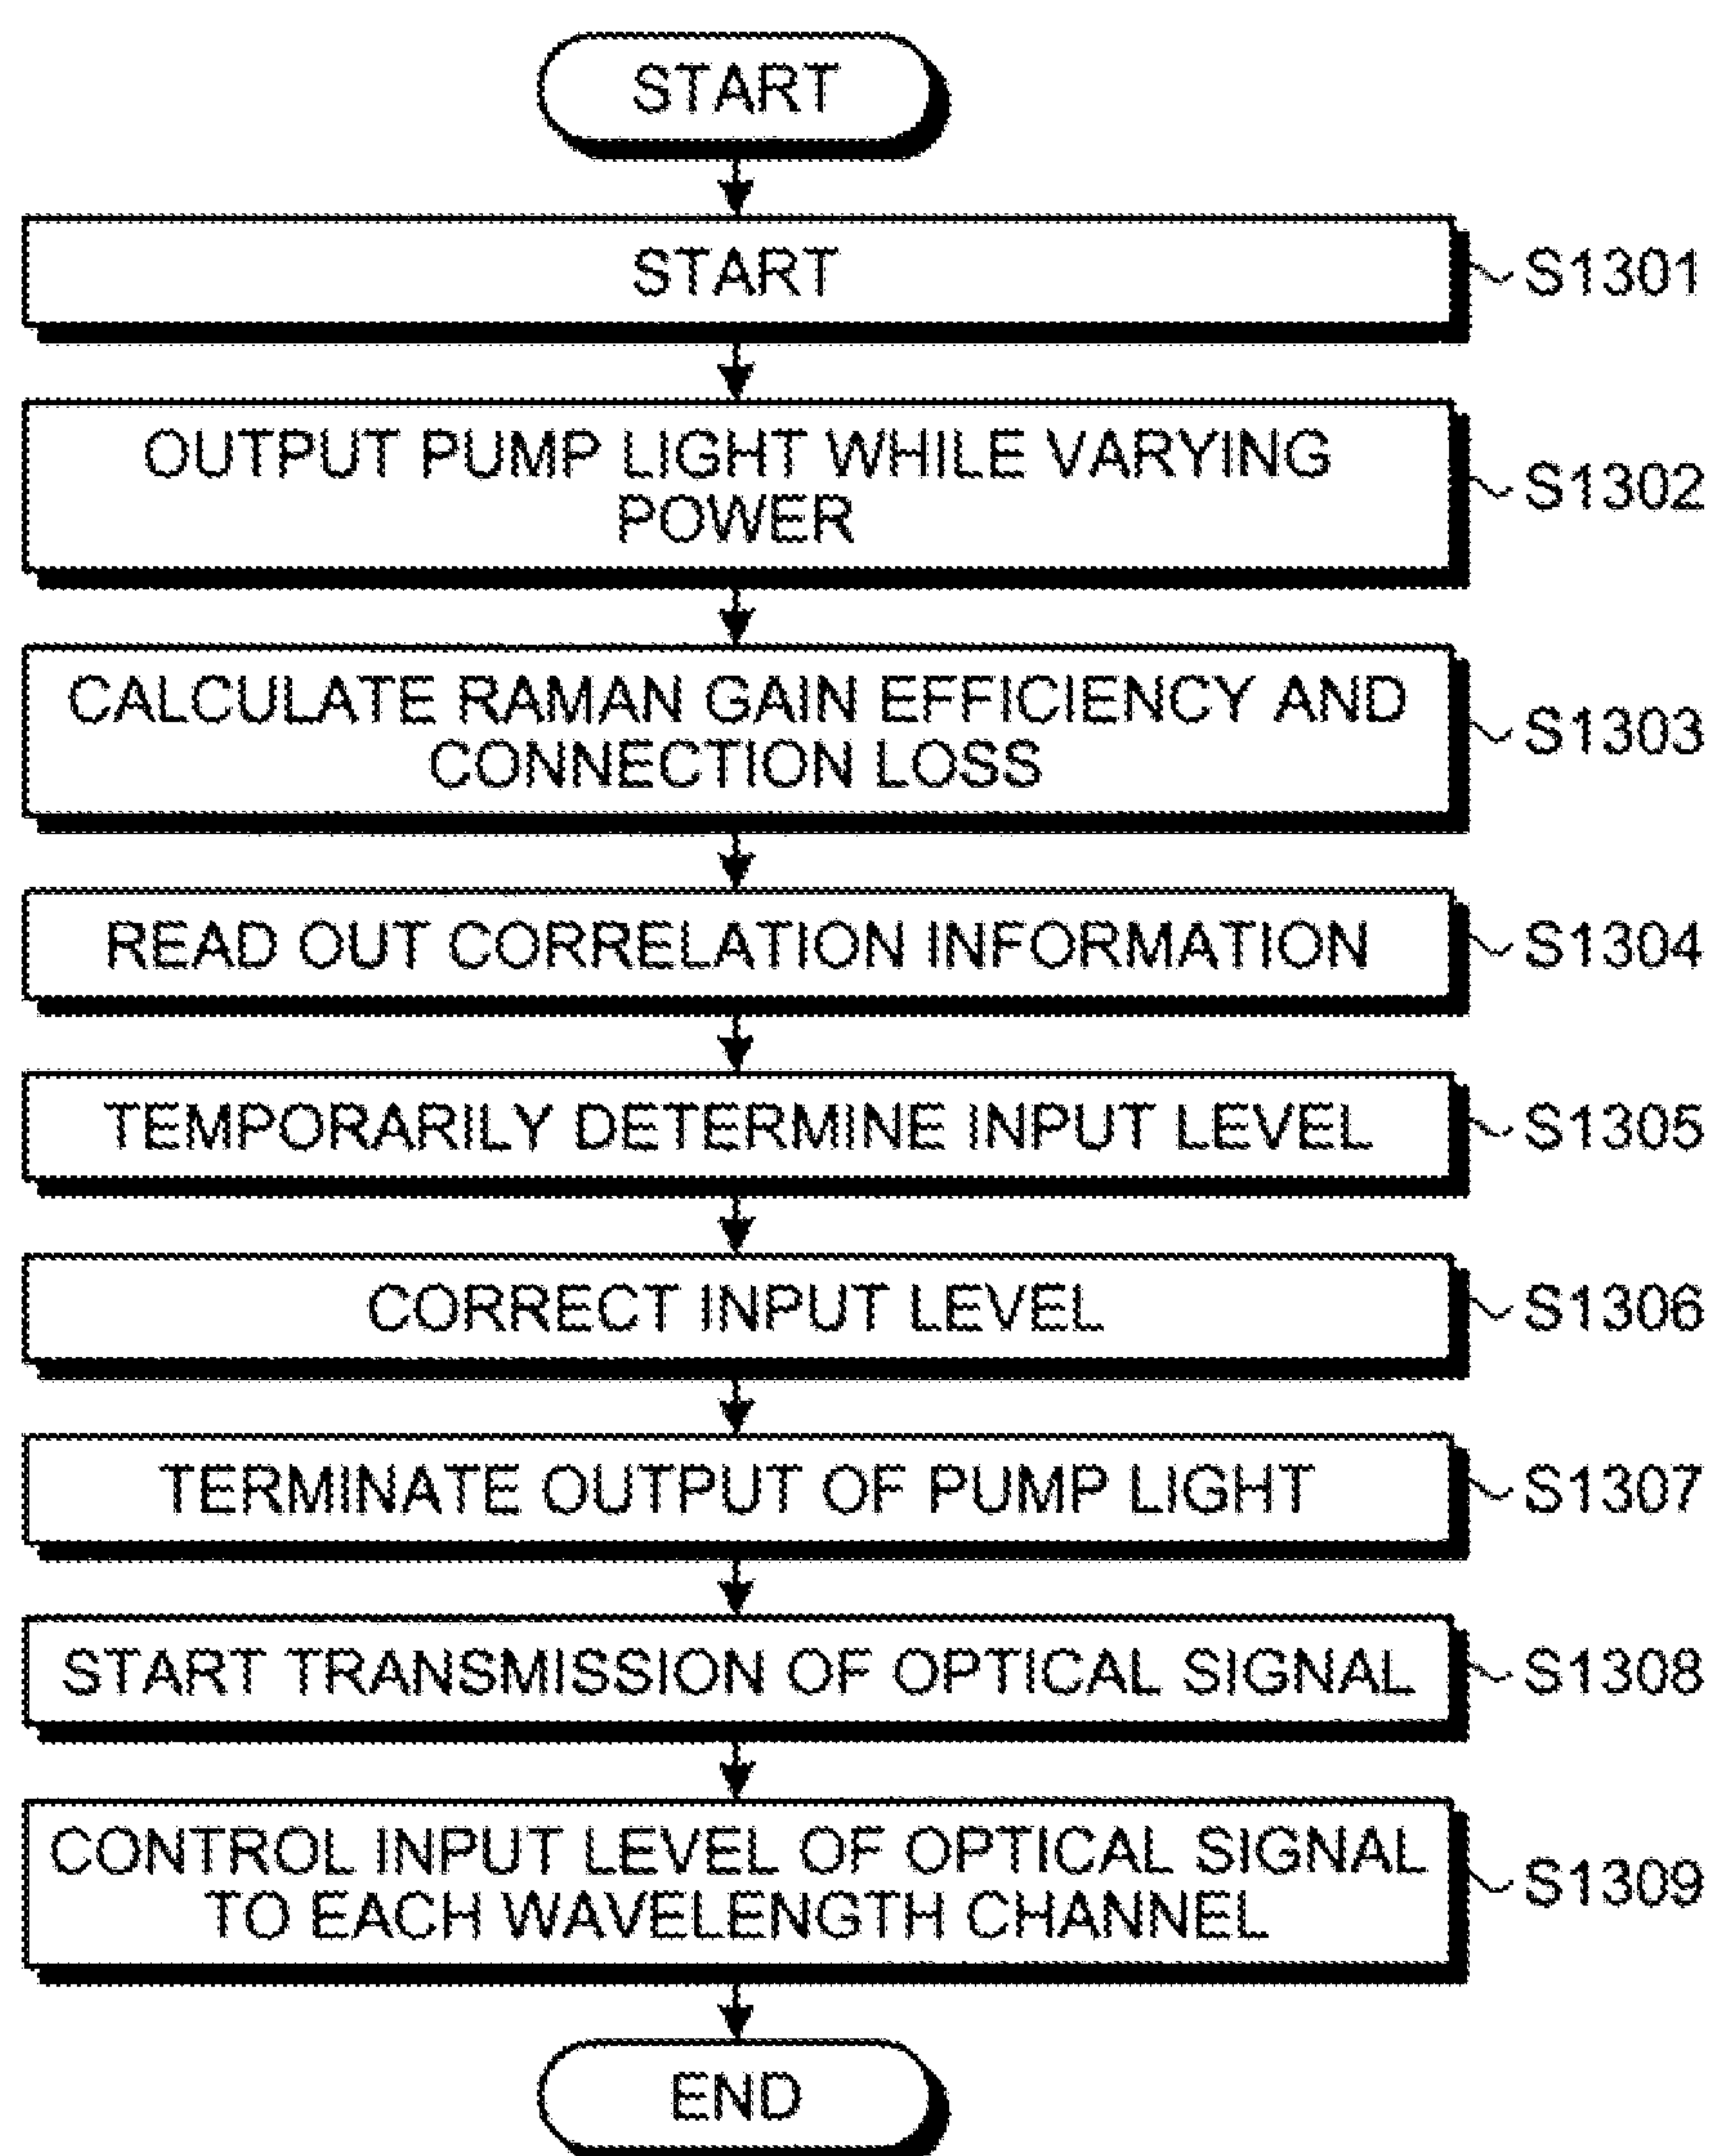 START
START
S1301
OUTPUT PUMP LIGHT WHILE VARYING
POWER
S1302
CALCULATE RAMAN GAIN EFFICIENCY AND
CONNECTION LOSS
S1303
READ OUT CORRELATION INFORMATION
S1304
TEMPORARILY DETERMINE INPUT LEVEL
S1305
CORRECT INPUT LEVEL
S1306
TERMINATE OUTPUT OF PUMP LIGHT
S1307
START TRANSMISSION OF OPTICAL SIGNAL
S1308
CONTROL INPUT LEVEL OF OPTICAL SIGNAL
TO EACH WAVELENGTH CHANNEL
S1309
END